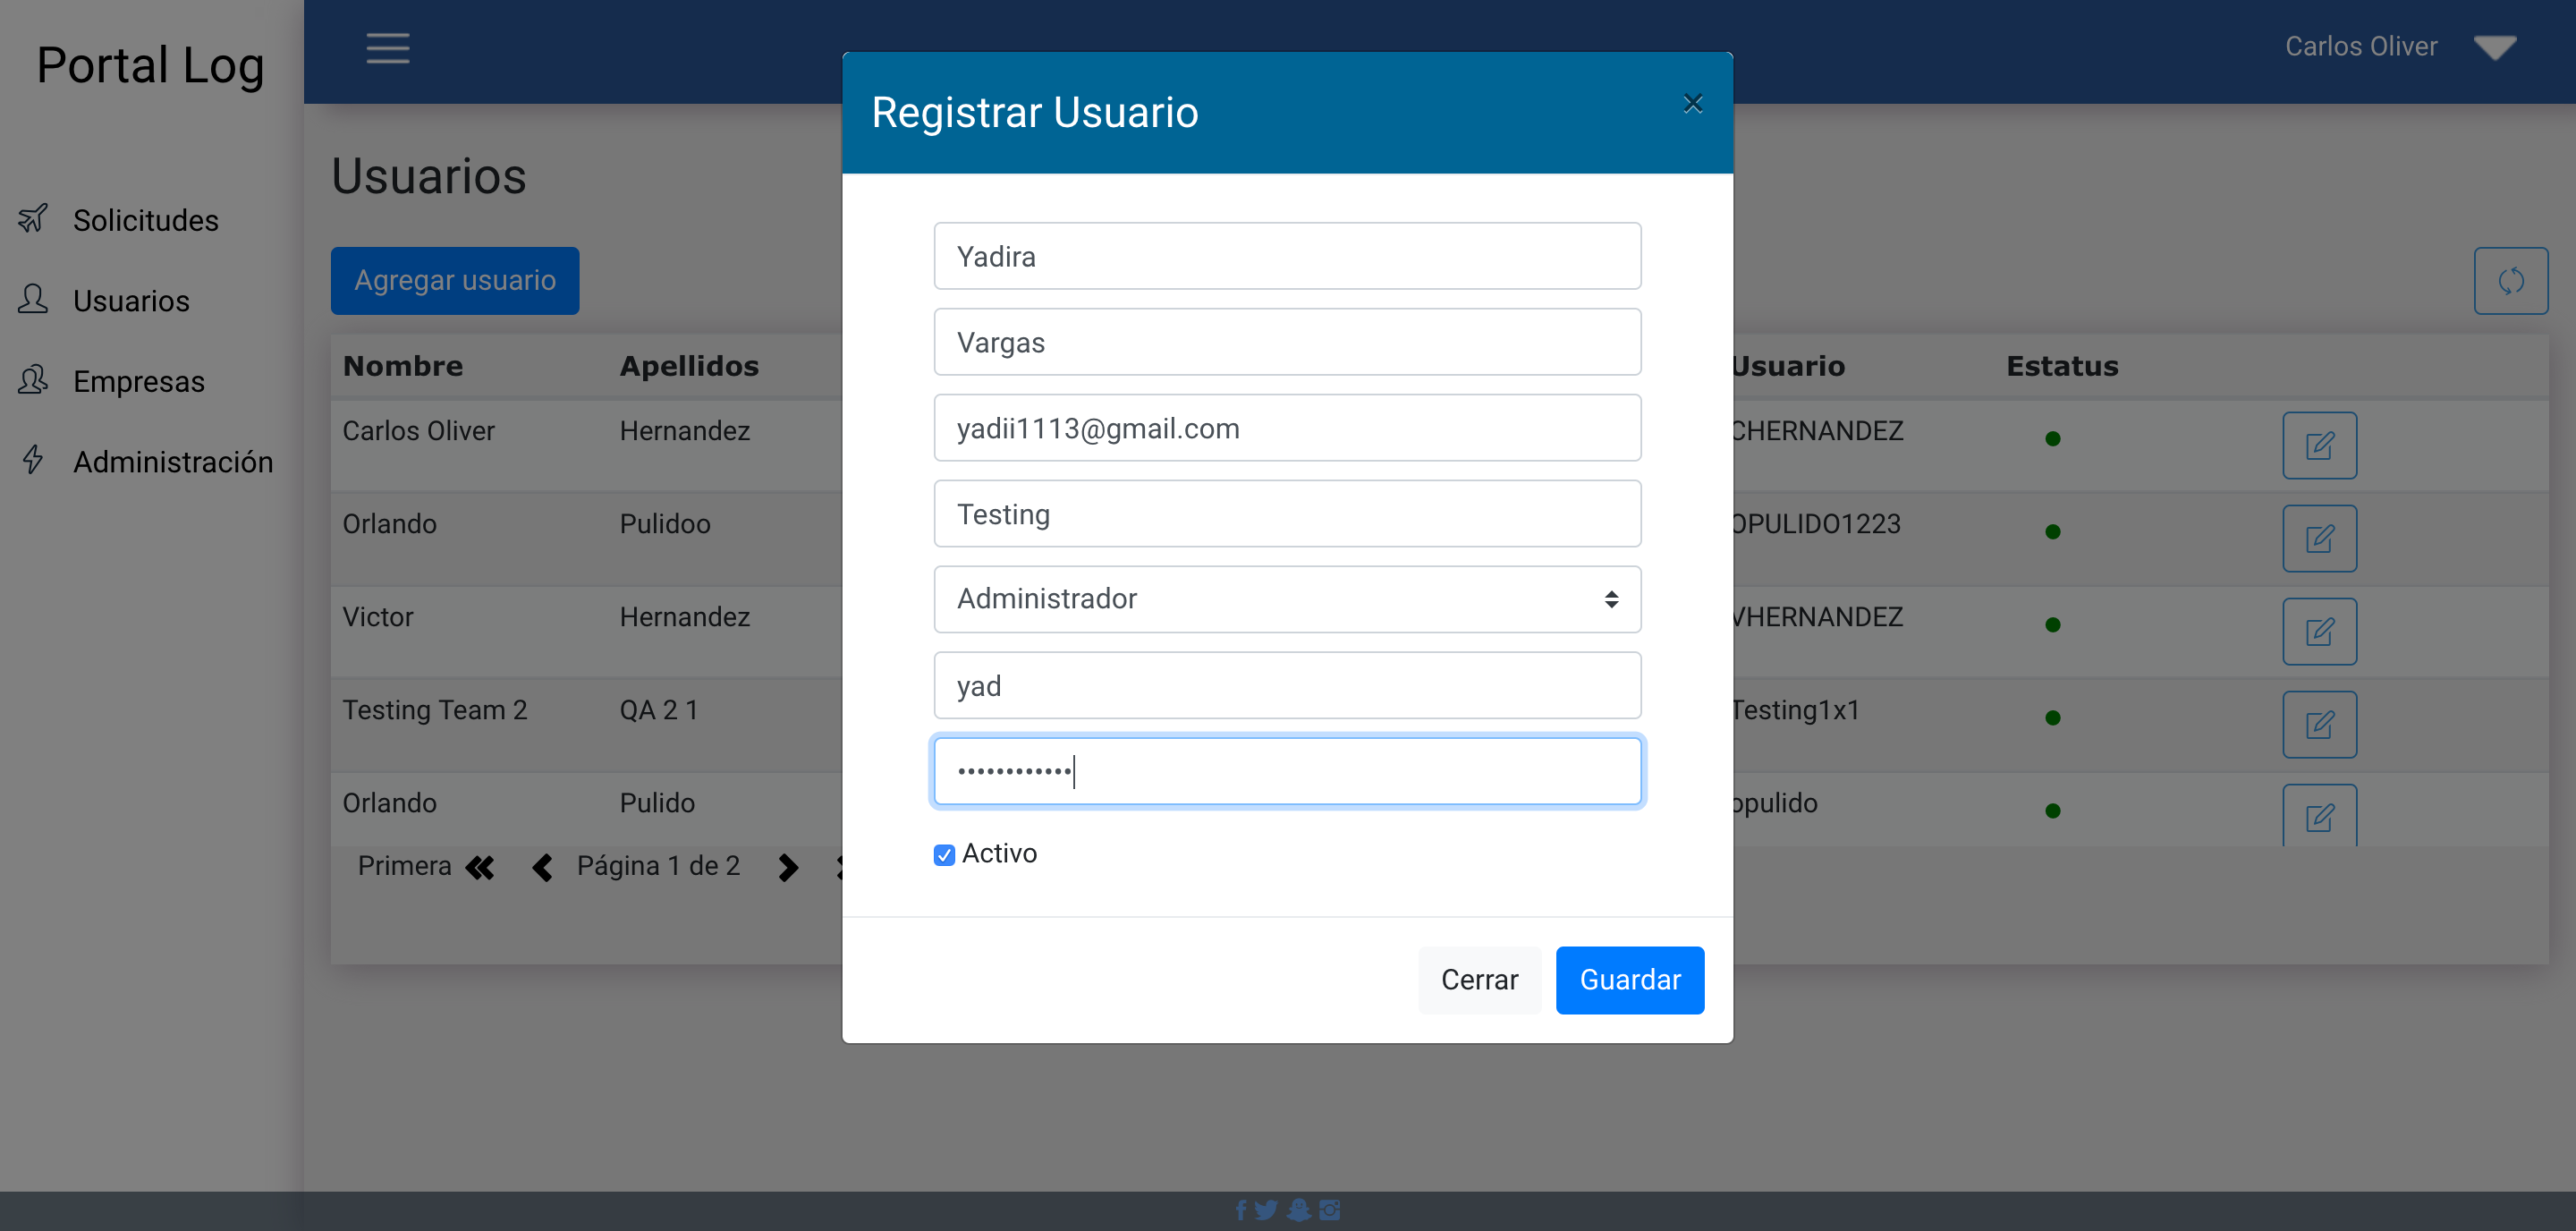 Portal Log
Carlos Oliver
Registrar Usuario
×
Usuarios
Solicitudes
Usuarios
Empresas
Administración
Agregar usuario
Yadira
Vargas
yadii1113@gmail.com
Testing
Administrador
yad
••••••••••••
Activo
Cerrar
Guardar
Nombre Apellidos Usuario Estatus
Carlos Oliver Hernandez CHERNANDEZ
Orlando Pulidoo OPULIDO1223
Victor Hernandez VHERNANDEZ
Testing Team 2 QA 2 1 Testing1x1
Orlando Pulido opulido
Primera Página 1 de 2